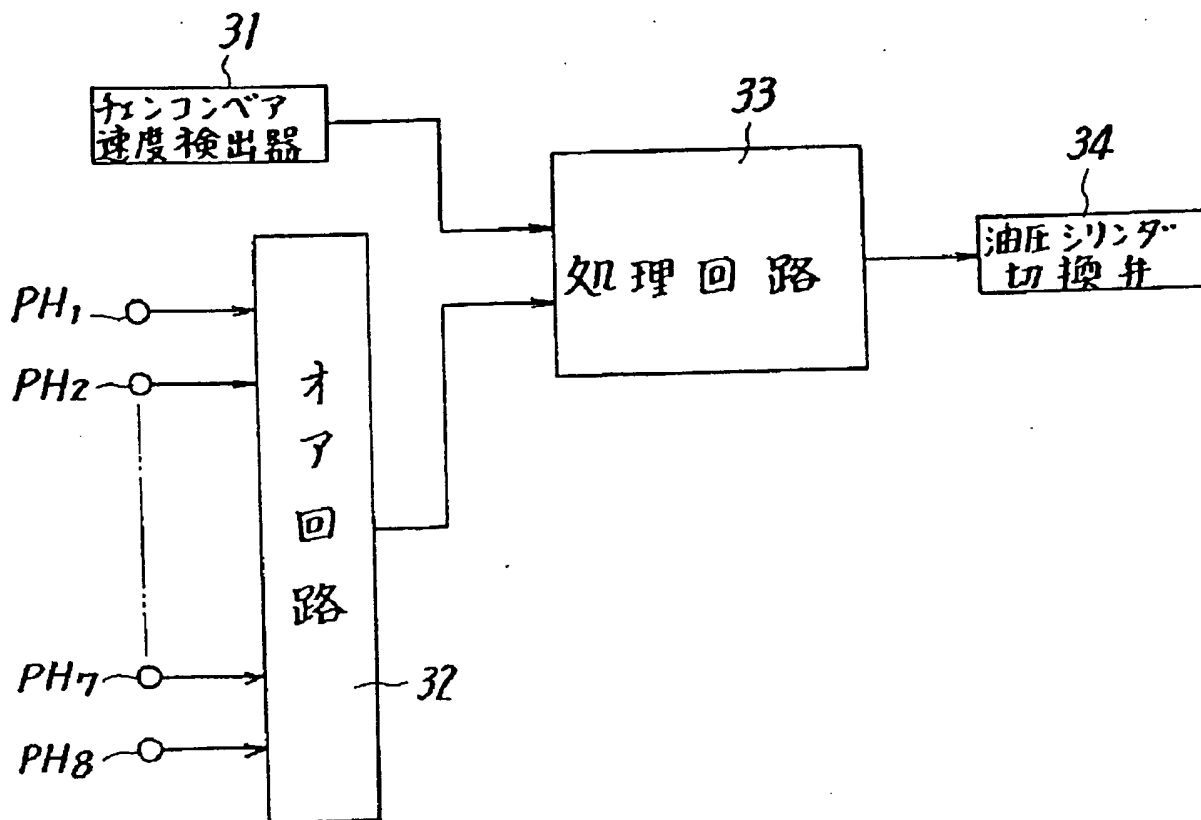 31
チェンコンベア
速度検出器
33
処理回路
34
油圧シリンダ
切換弁
PH1
PH2
オア回路
PH7
PH8
32